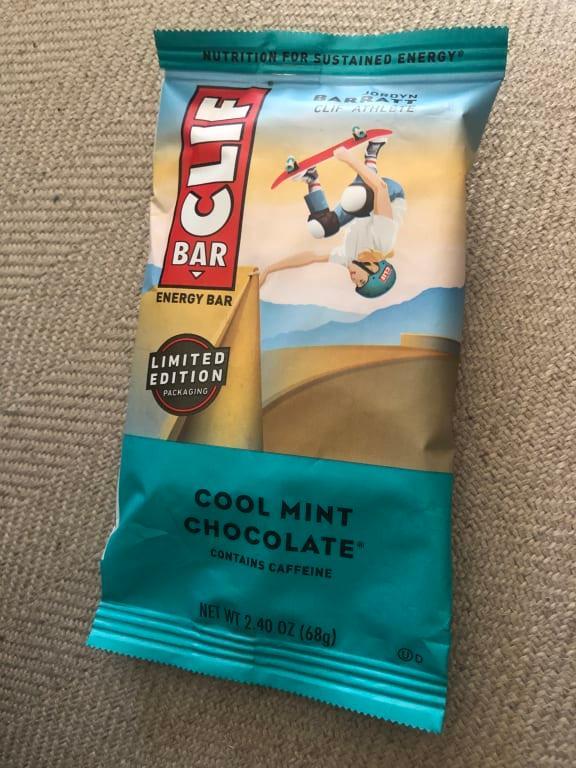 NUTRITION FOR SUSTAINED ENERGY®
JORDYN
BARRATT
CLIF ATHLETE
CLIF
BAR
ENERGY BAR
LIMITED
EDITION
PACKAGING
COOL MINT
CHOCOLATE®
CONTAINS CAFFEINE
NET WT 2.40 OZ (68g)
U D